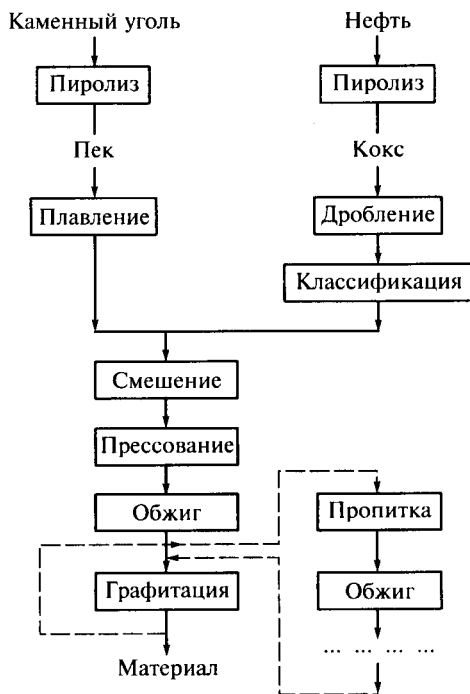 Каменный уголь
Нефть
Пиролиз
Пиролиз
Пек
Кокс
Плавление
Дробление
Классификация
Смешение
Прессование
Обжиг
Пропитка
Графитация
Обжиг
... ... ... ...
Материал